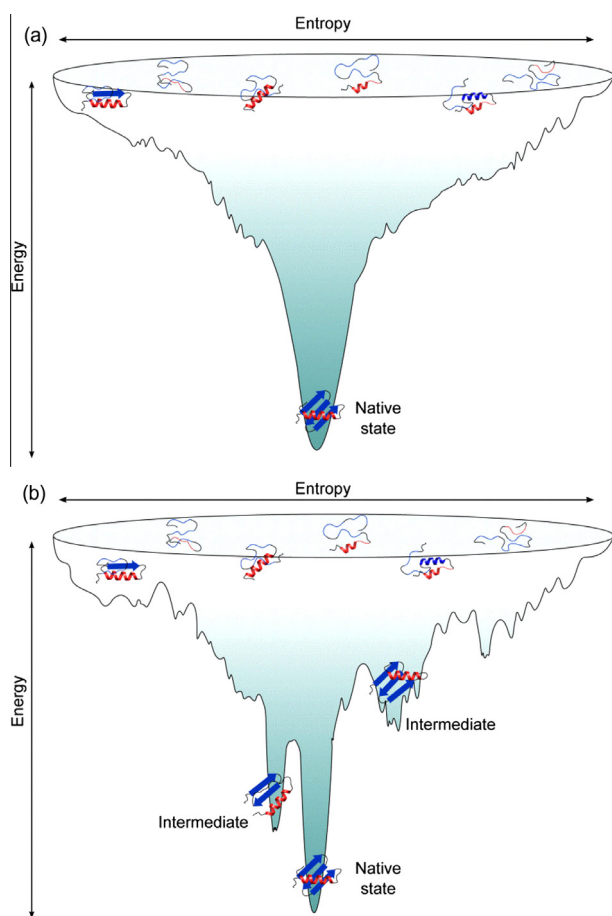 (a)
Entropy
Energy
Native
state
(b)
Entropy
Energy
Intermediate
Intermediate
Native
state